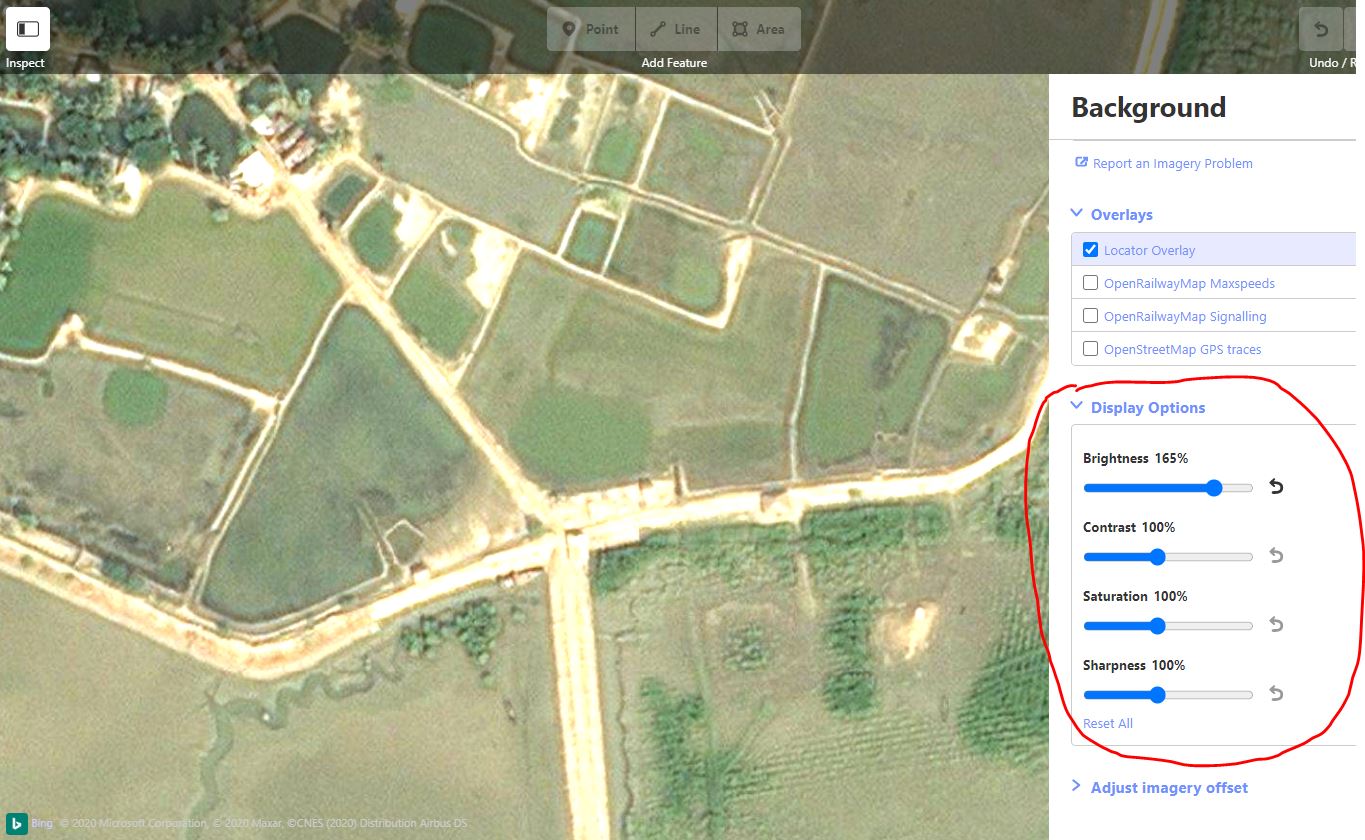 Point
Line
Area
Inspect
Add Feature
Undo / R
Background
Report an Imagery Problem
Overlays
Locator Overlay
OpenRailwayMap Maxspeeds
OpenRailwayMap Signalling
OpenStreetMap GPS traces
Display Options
Brightness 165%
Contrast 100%
Saturation 100%
Sharpness 100%
Reset All
Adjust imagery offset
b Bing © 2020 Microsoft Corporation, © 2020 Maxar, ©CNES (2020) Distribution Airbus DS